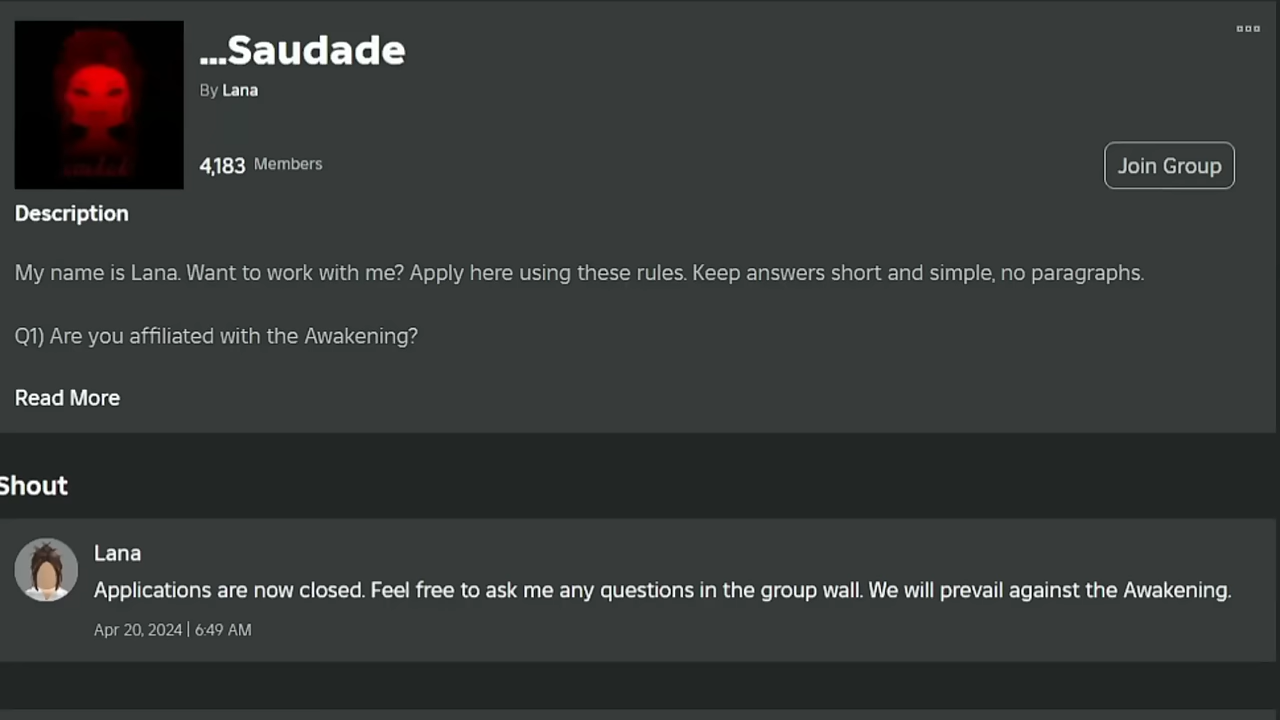 ...Saudade
By Lana
4,183 Members
Join Group
Description
My name is Lana. Want to work with me? Apply here using these rules. Keep answers short and simple, no paragraphs.
Q1) Are you affiliated with the Awakening?
Read More
Shout
Lana
Applications are now closed. Feel free to ask me any questions in the group wall. We will prevail against the Awakening.
Apr 20, 2024 | 6:49 AM